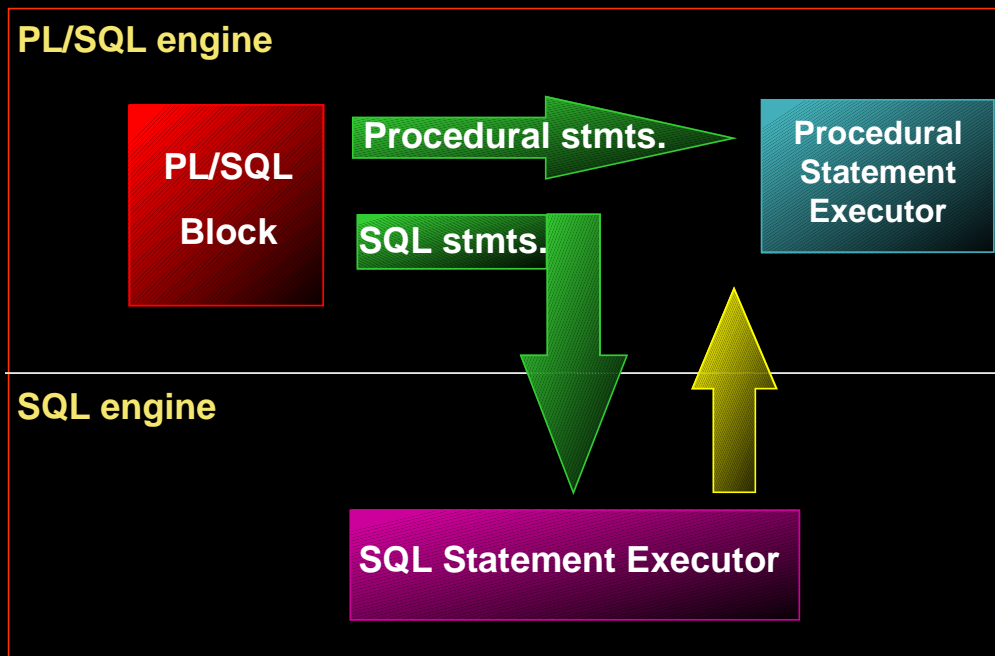 PL/SQL engine
PL/SQL
Block
Procedural stmts.
SQL stmts.
Procedural
Statement
Executor
SQL engine
SQL Statement Executor